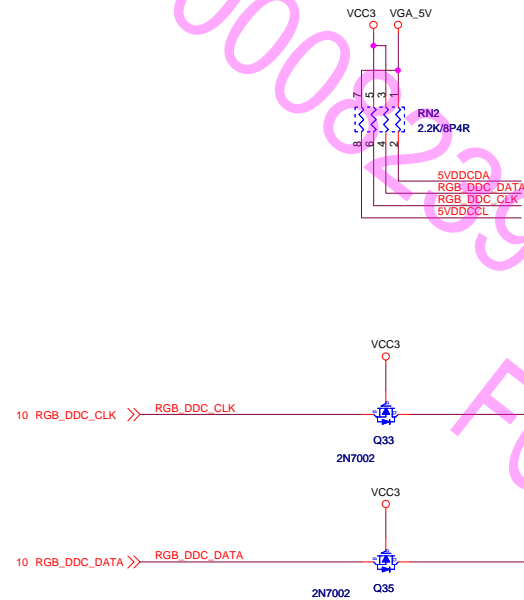 VCC3 VGA_5V
7 5 3 1
RN2
2.2K/8P4R
8 6 4 2
5VDDCDA
RGB_DDC_DATA
RGB_DDC_CLK
5VDDCCL
VCC3
10 RGB_DDC_CLK RGB_DDC_CLK
Q33
2N7002
VCC3
10 RGB_DDC_DATA RGB_DDC_DATA
2N7002 Q35